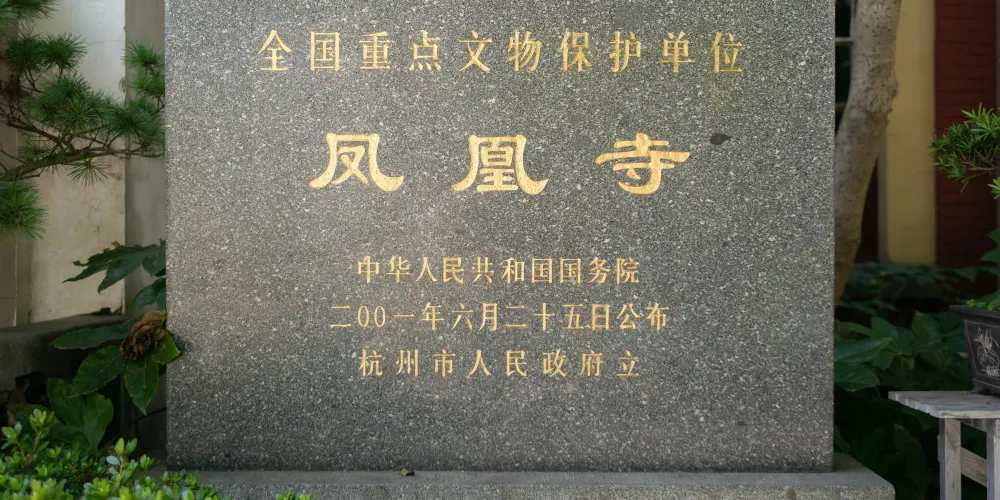 全国重点文物保护单位
凤凰寺
中华人民共和国国务院
二00一年六月二十五日公布
杭州市人民政府立